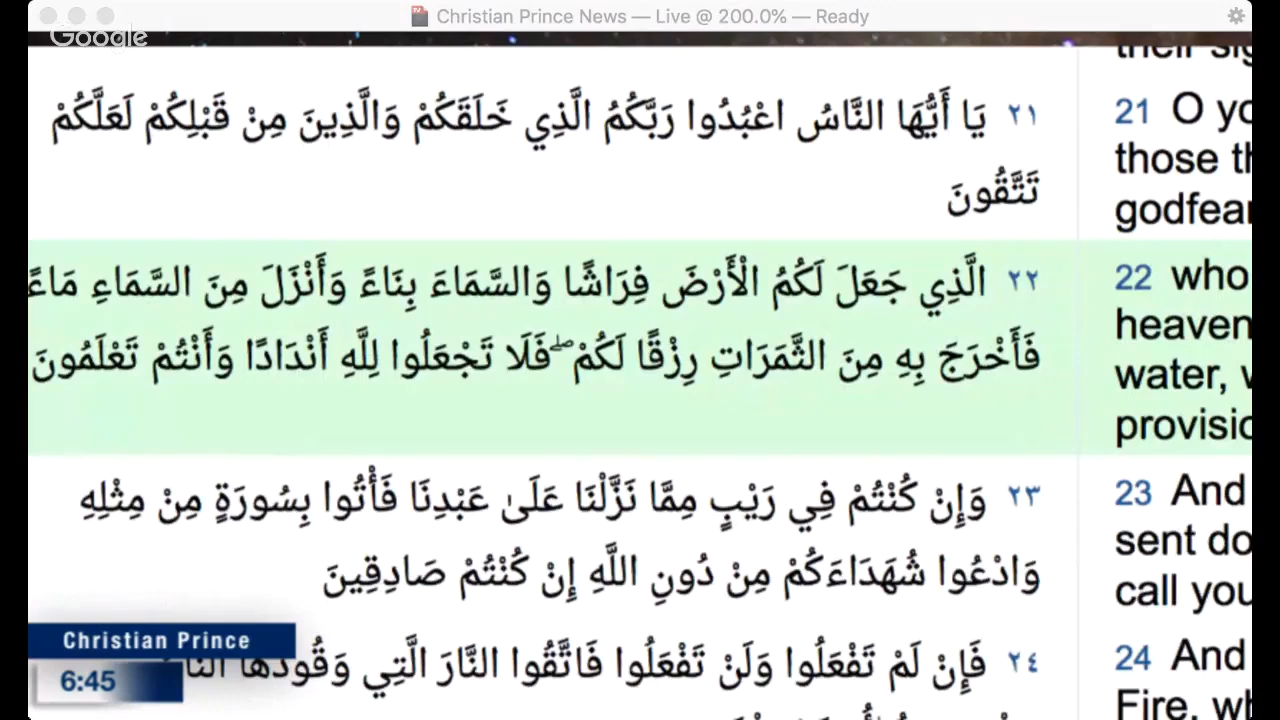 Christian Prince News — Live @ 200.0% — Ready
Google
٢١ يَا أَيُّهَا النَّاسُ اعْبُدُوا رَبَّكُمُ الَّذِي خَلَقَكُمْ وَالَّذِينَ مِنْ قَبْلِكُمْ لَعَلَّكُمْ
تَتَّقُونَ
٢٢ الَّذِي جَعَلَ لَكُمُ الْأَرْضَ فِرَاشًا وَالسَّمَاءَ بِنَاءً وَأَنْزَلَ مِنَ السَّمَاءِ مَاءً
فَأَخْرَجَ بِهِ مِنَ الثَّمَرَاتِ رِزْقًا لَكُمْ ۖ فَلَا تَجْعَلُوا لِلَّهِ أَنْدَادًا وَأَنْتُمْ تَعْلَمُونَ
٢٣ وَإِنْ كُنْتُمْ فِي رَيْبٍ مِمَّا نَزَّلْنَا عَلَىٰ عَبْدِنَا فَأْتُوا بِسُورَةٍ مِنْ مِثْلِهِ
وَادْعُوا شُهَدَاءَكُمْ مِنْ دُونِ اللَّهِ إِنْ كُنْتُمْ صَادِقِينَ
٢٤ فَإِنْ لَمْ تَفْعَلُوا وَلَنْ تَفْعَلُوا فَاتَّقُوا النَّارَ الَّتِي وَقُودُهَا
21 O yo
those th
godfear
22 who
heaven
water, w
provisio
23 And
sent do
call you
24 And
Fire, wh
Christian Prince
6:45